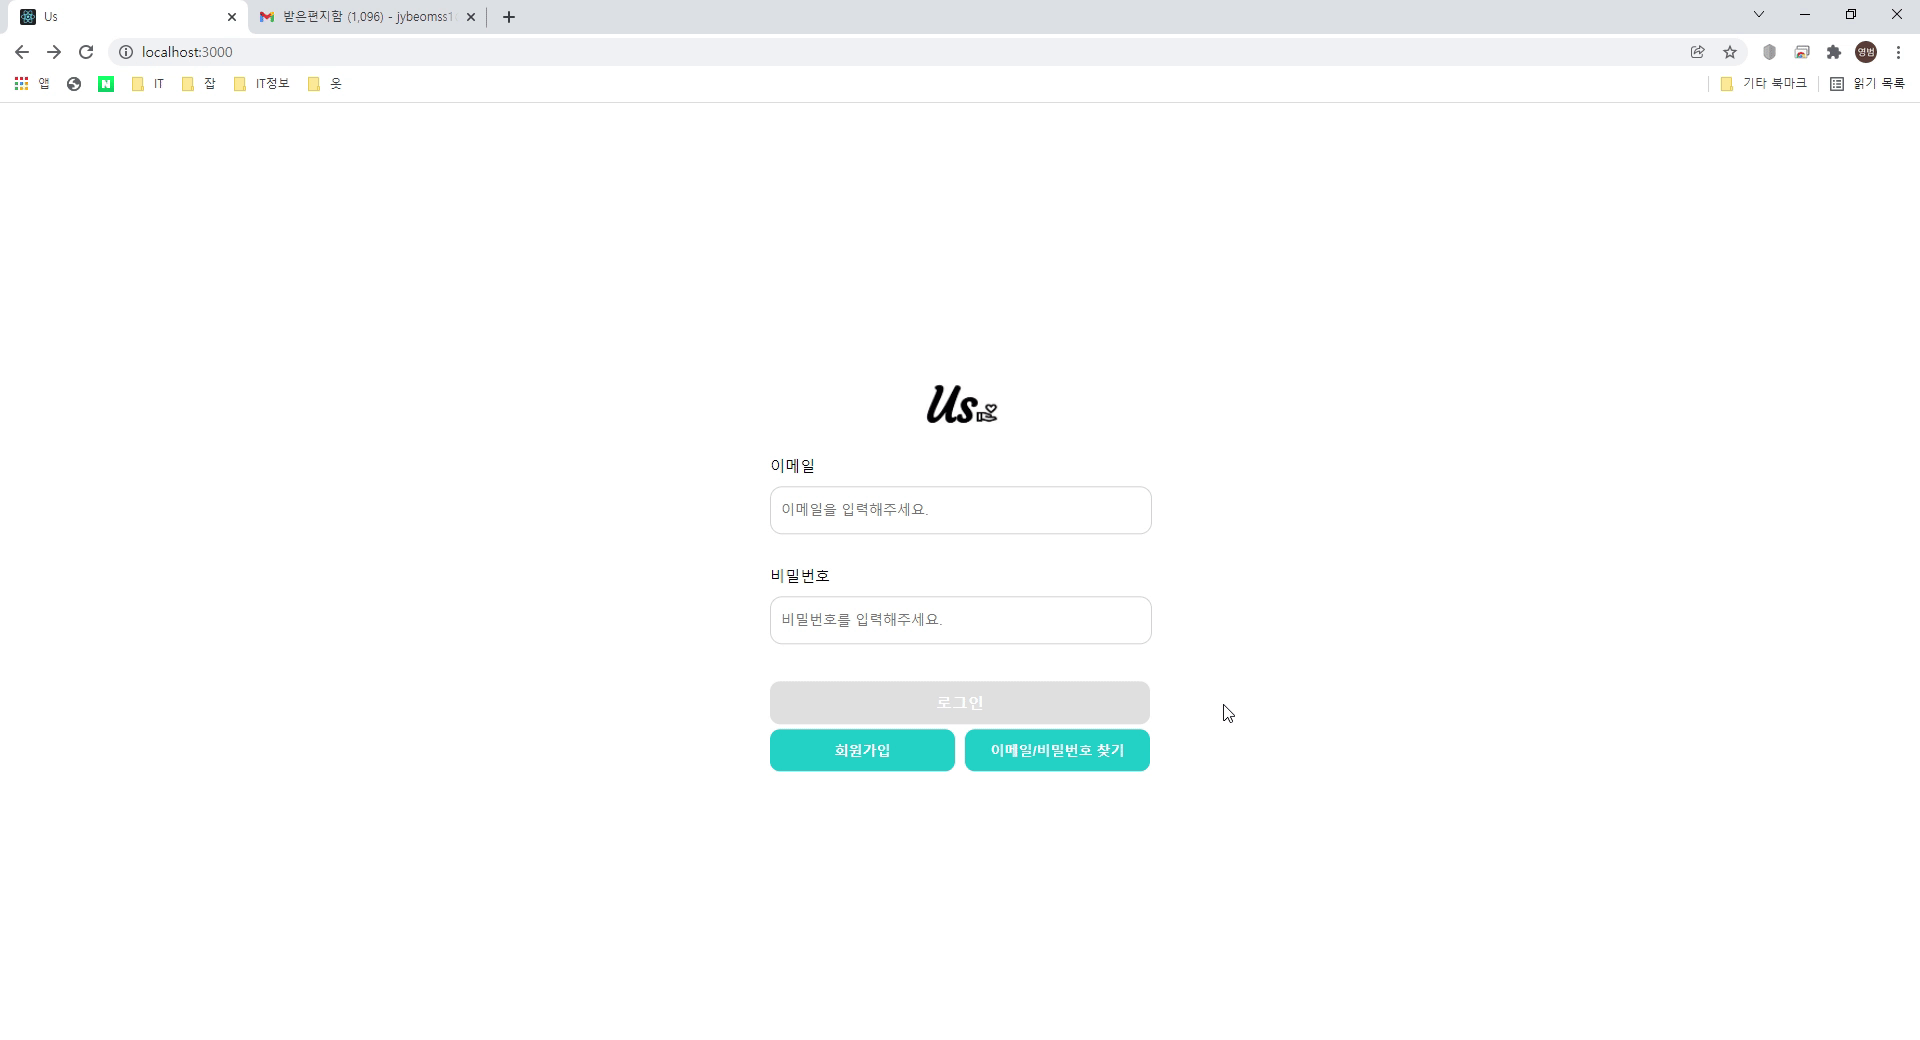 Us
받은편지함 (1,096) - jybeomss1
localhost:3000
영범
앱
IT
잡
IT정보
옷
기타 북마크
읽기 목록
Us
이메일
이메일을 입력해주세요.
비밀번호
비밀번호를 입력해주세요.
로그인
회원가입
이메일/비밀번호 찾기